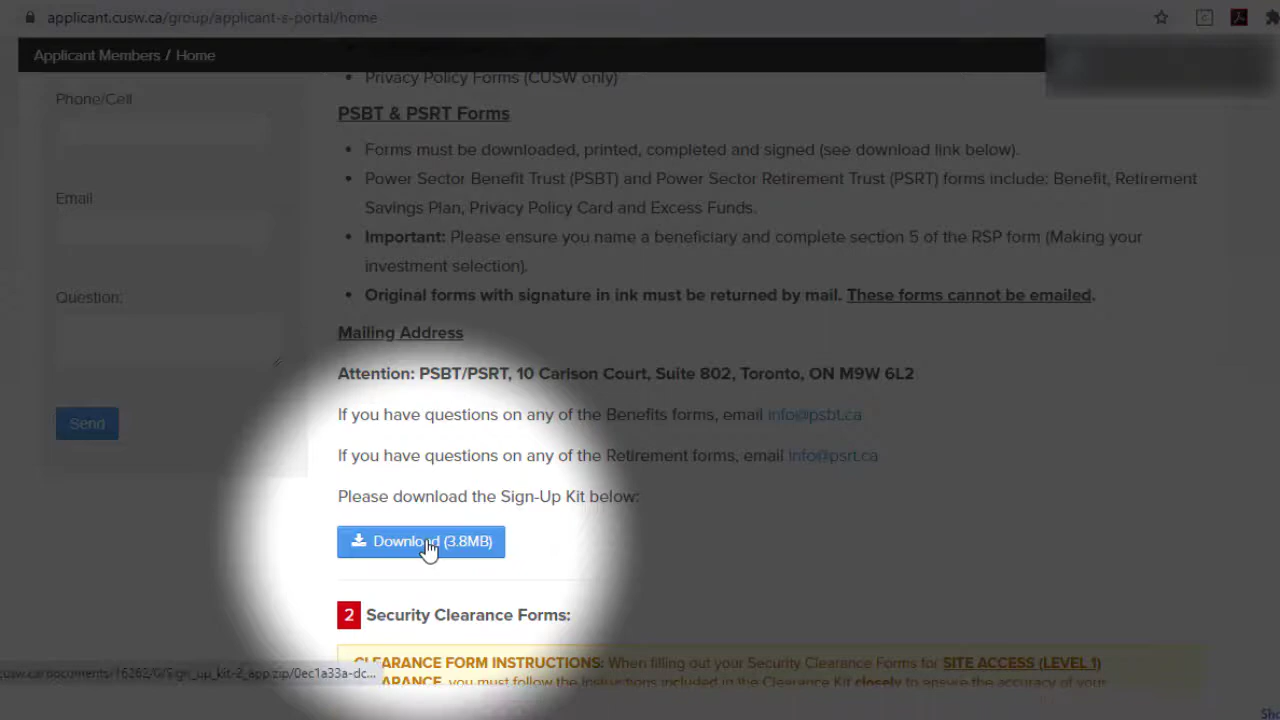 applicant.cusw.ca/group/applicant-s-portal/home
Applicant Members / Home
Privacy Policy Forms (CUSW only)
Phone/Cell
PSBT & PSRT Forms
Forms must be downloaded, printed, completed and signed (see download link below).
Power Sector Benefit Trust (PSBT) and Power Sector Retirement Trust (PSRT) forms include: Benefit, Retirement
Savings Plan, Privacy Policy Card and Excess Funds.
Email
Important: Please ensure you name a beneficiary and complete section 5 of the RSP form (Making your
investment selection).
Question:
Original forms with signature in ink must be returned by mail. These forms cannot be emailed.
Mailing Address
Attention: PSBT/PSRT, 10 Carlson Court, Suite 802, Toronto, ON M9W 6L2
If you have questions on any of the Benefits forms, email info@psbt.ca
Send
If you have questions on any of the Retirement forms, email info@psrt.ca
Please download the Sign-Up Kit below:
Download (3.8MB)
2 Security Clearance Forms:
CLEARANCE FORM INSTRUCTIONS: When filling out your Security Clearance Forms for SITE ACCESS (LEVEL 1)
CLEARANCE, you must follow the instructions included in the Clearance Kit closely to ensure the accuracy of your